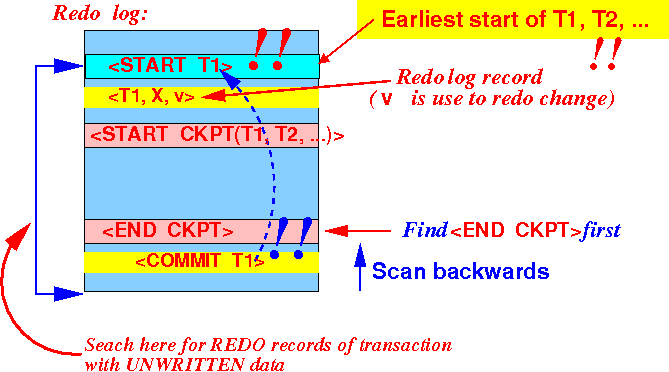 Redo log:
Earliest start of T1, T2, ...
<START T1> !!
!!
<T1, X, v>
Redo log record
( v is use to redo change)
<START CKPT(T1, T2, ...)>
<END CKPT> !!
Find <END CKPT> first
<COMMIT T1>
Scan backwards
Seach here for REDO records of transaction
with UNWRITTEN data